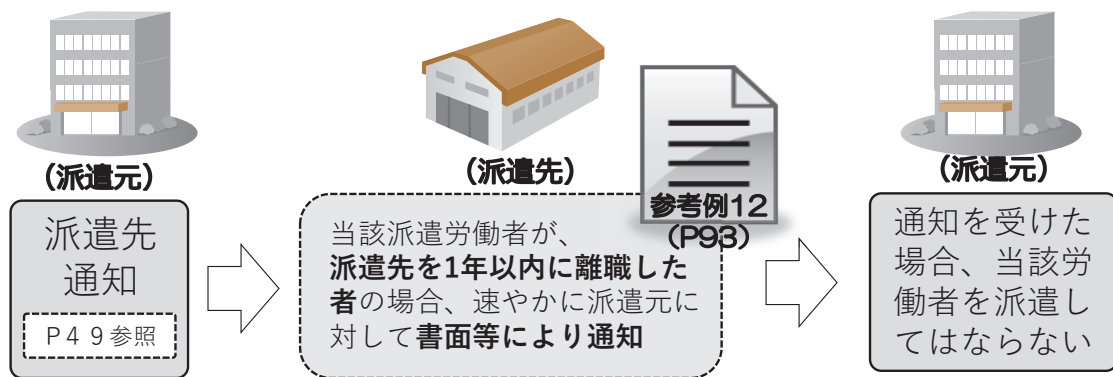 (派遣元)
派遣先
通知
P49参照
(派遣先)
参考例12
(P93)
当該派遣労働者が、
派遣先を1年以内に離職した
者の場合、速やかに派遣元に
対して書面等により通知
(派遣元)
通知を受けた
場合、当該労
働者を派遣し
てはならない